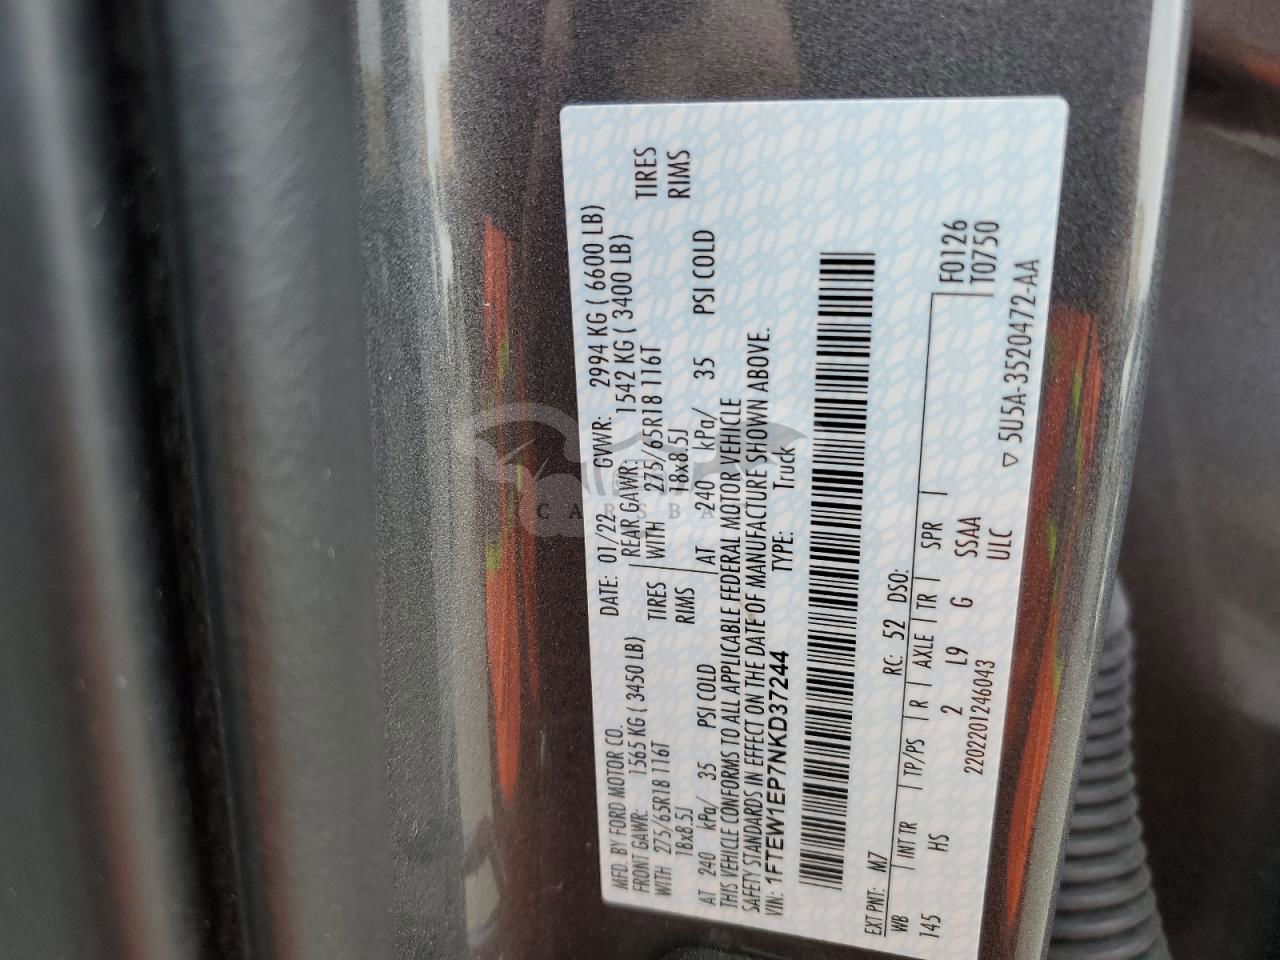 MFD. BY FORD MOTOR CO.
DATE: 01/22 GVWR: 2994 KG ( 6600 LB)
FRONT GAWR: 1565 KG ( 3450 LB)
REAR GAWR: 1542 KG ( 3400 LB)
WITH 275/65R18 116T TIRES
WITH 275/65R18 116T TIRES
18x8.5J RIMS
18x8.5J RIMS
AT 240 kPa/ 35 PSI COLD
AT 240 kPa/ 35 PSI COLD
THIS VEHICLE CONFORMS TO ALL APPLICABLE FEDERAL MOTOR VEHICLE
SAFETY STANDARDS IN EFFECT ON THE DATE OF MANUFACTURE SHOWN ABOVE.
VIN: 1FTEW1EP7NKD37244 TYPE: Truck
EXT PNT: M7 RC: 52 DSO:
WB INT TR TP/PS R AXLE TR SPR F0126
145 HS 2 L9 G SSAA T0750
2202201246043 ULC
▽ 5U5A-3520472-AA